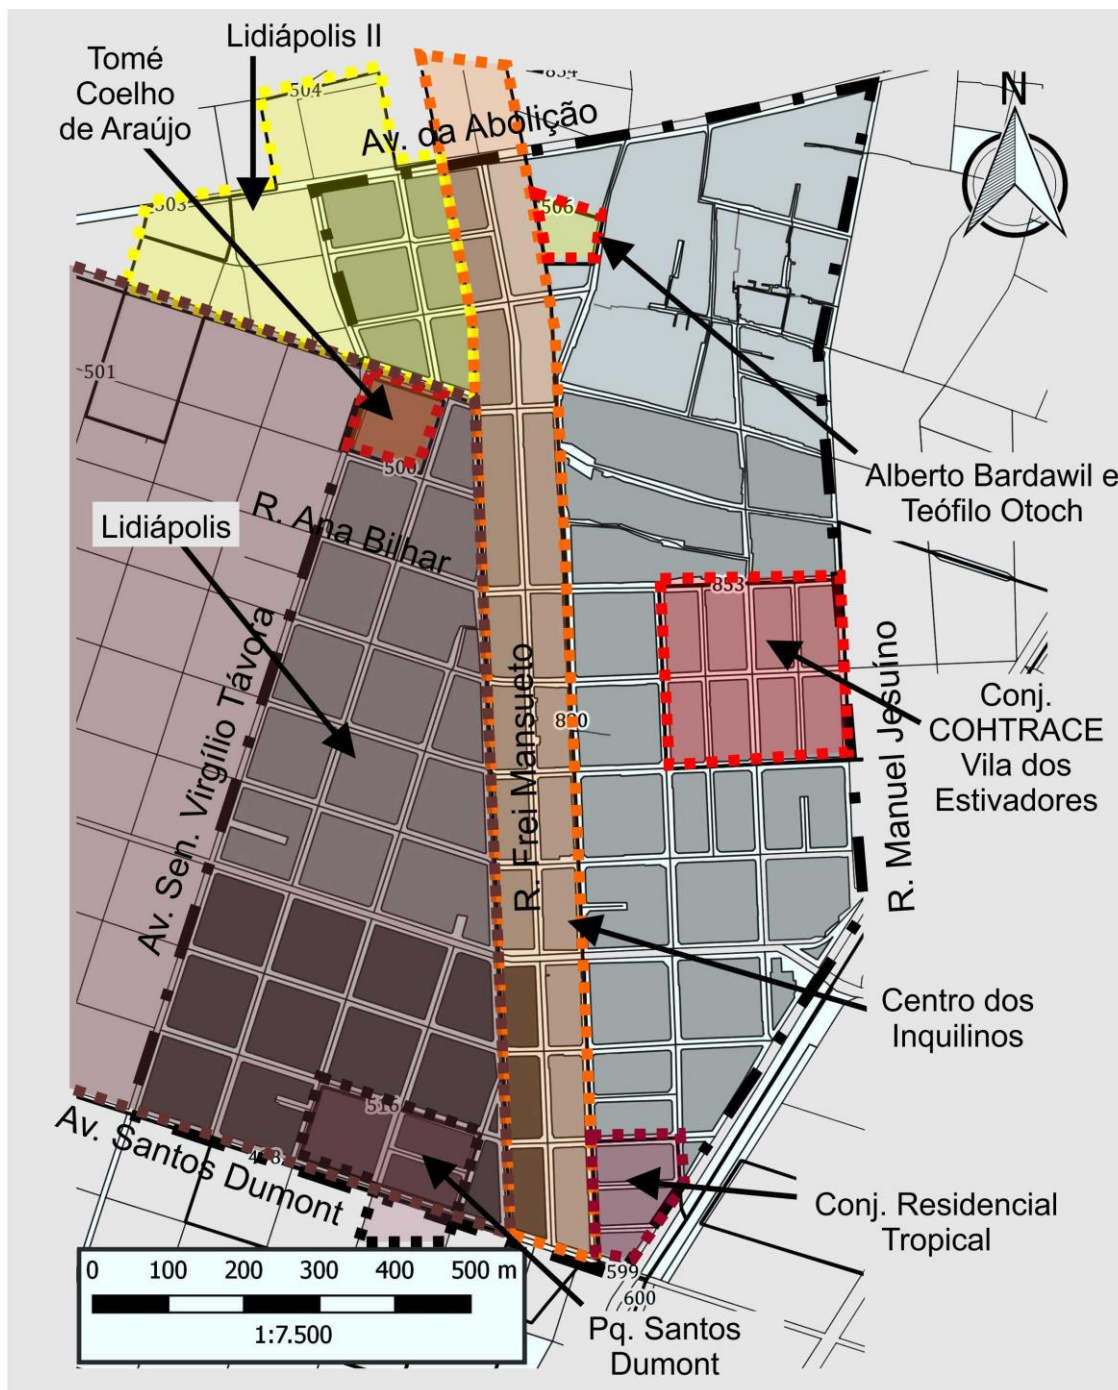 Lidiápolis II
Tomé
Coelho
de Araújo
504
854
Av. da Abolição
N
503
506
501
Alberto Bardawil e
Teófilo Otoch
500
R. Ana Bilhar
Lidiápolis
853
Conj.
COHTRACE
Vila dos
Estivadores
Av. Sen. Virgílio Távora
R. Frei Mansueto
R. Manuel Jesuíno
Centro dos
Inquilinos
516
Av. Santos Dumont
Conj. Residencial
Tropical
599
600
0 100 200 300 400 500 m
1:7.500
Pq. Santos
Dumont